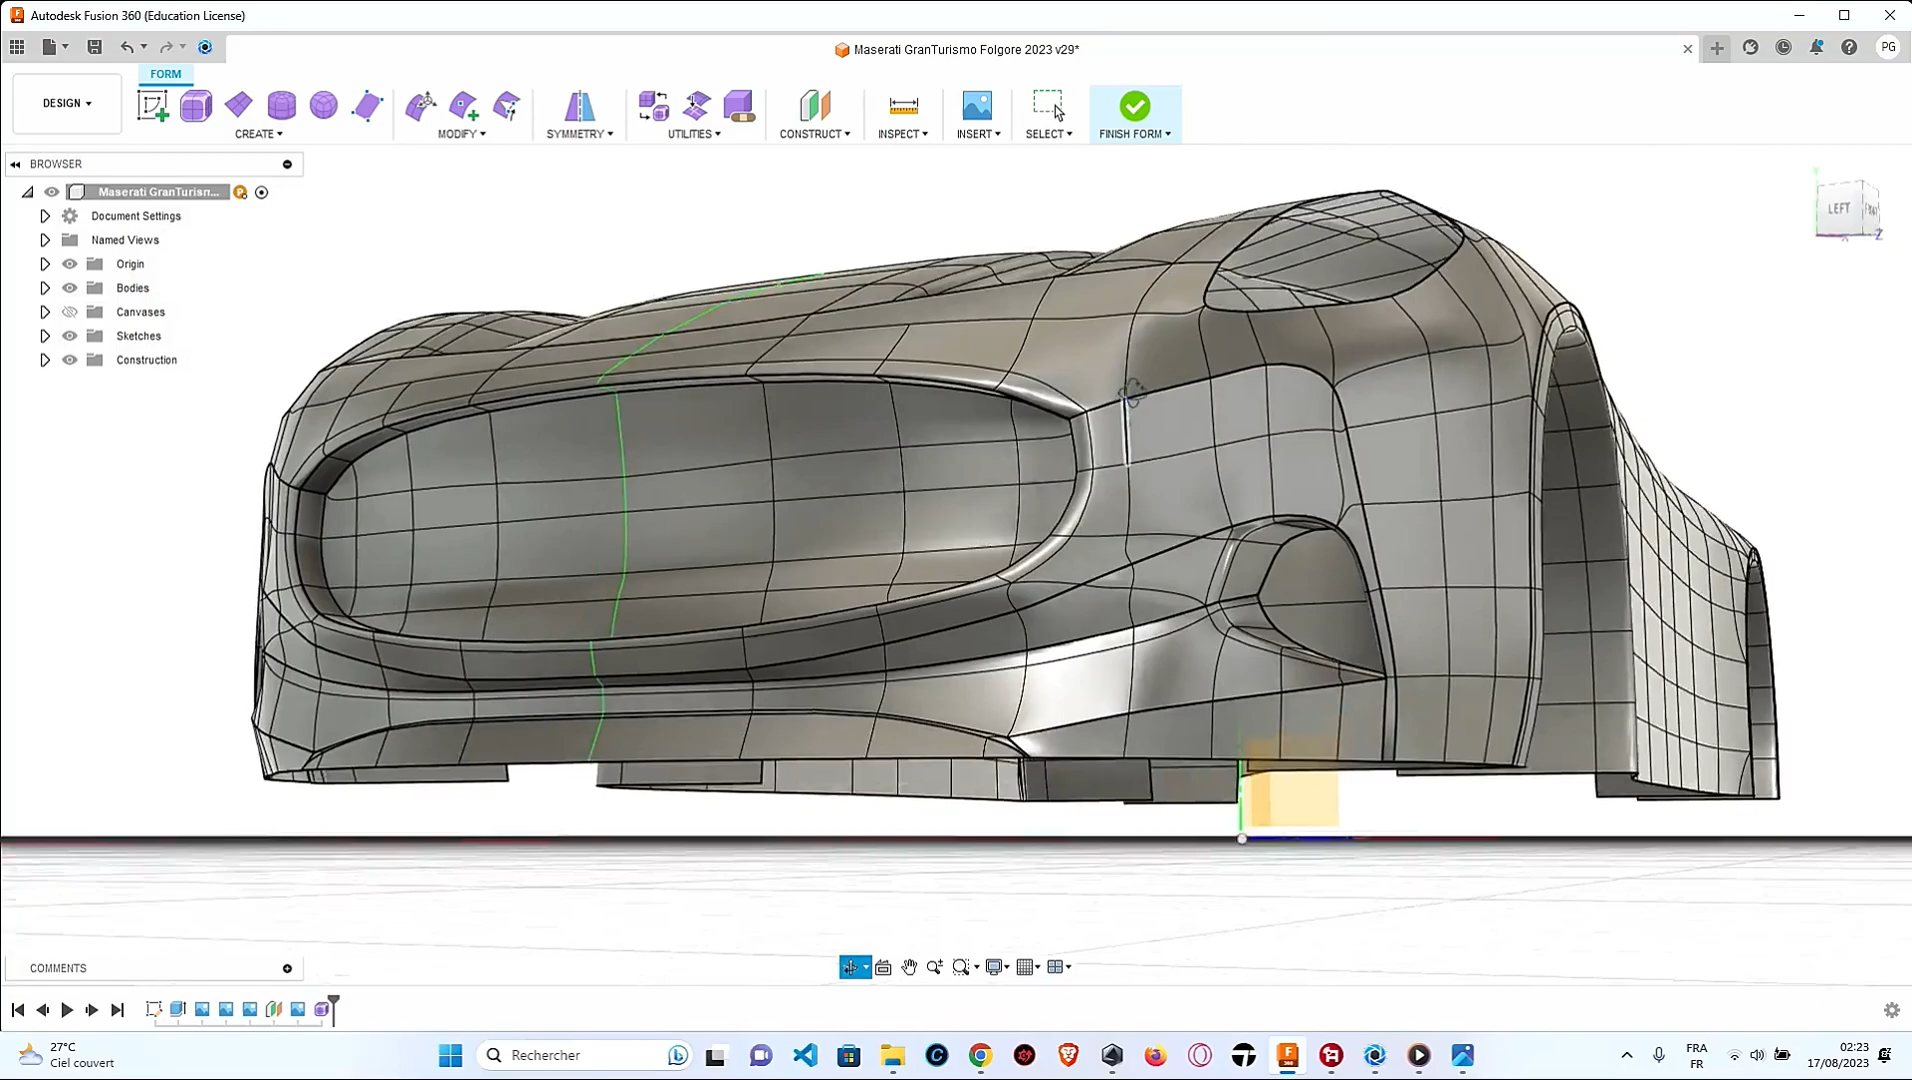 Autodesk Fusion 360 (Education License)
Maserati GranTurismo Folgore 2023 v29*
PG
FORM
DESIGN
CREATE
MODIFY
SYMMETRY
UTILITIES
CONSTRUCT
INSPECT
INSERT
SELECT
FINISH FORM
BROWSER
Maserati GranTurisn...
Document Settings
Named Views
Origin
Bodies
Canvases
Sketches
Construction
LEFT
Z
COMMENTS
27°C
Ciel couvert
Rechercher
FRA
FR
02:23
17/08/2023